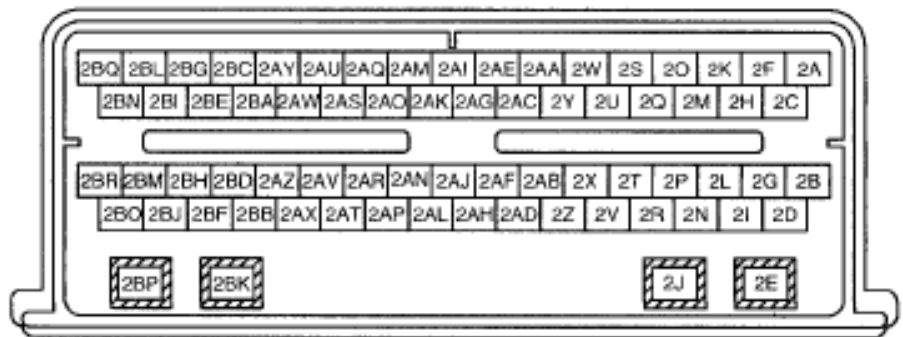 2BQ 2BL 2BG 2BC 2AY 2AU 2AQ 2AM 2AI 2AE 2AA 2W 2S 2O 2K 2F 2A
2BN 2BI 2BE 2BA 2AW 2AS 2AO 2AK 2AG 2AC 2Y 2U 2Q 2M 2H 2C
2BR 2BM 2BH 2BD 2AZ 2AV 2AR 2AN 2AJ 2AF 2AB 2X 2T 2P 2L 2G 2B
2BO 2BJ 2BF 2BB 2AX 2AT 2AP 2AL 2AH 2AD 2Z 2V 2R 2N 2I 2D
2BP 2BK 2J 2E